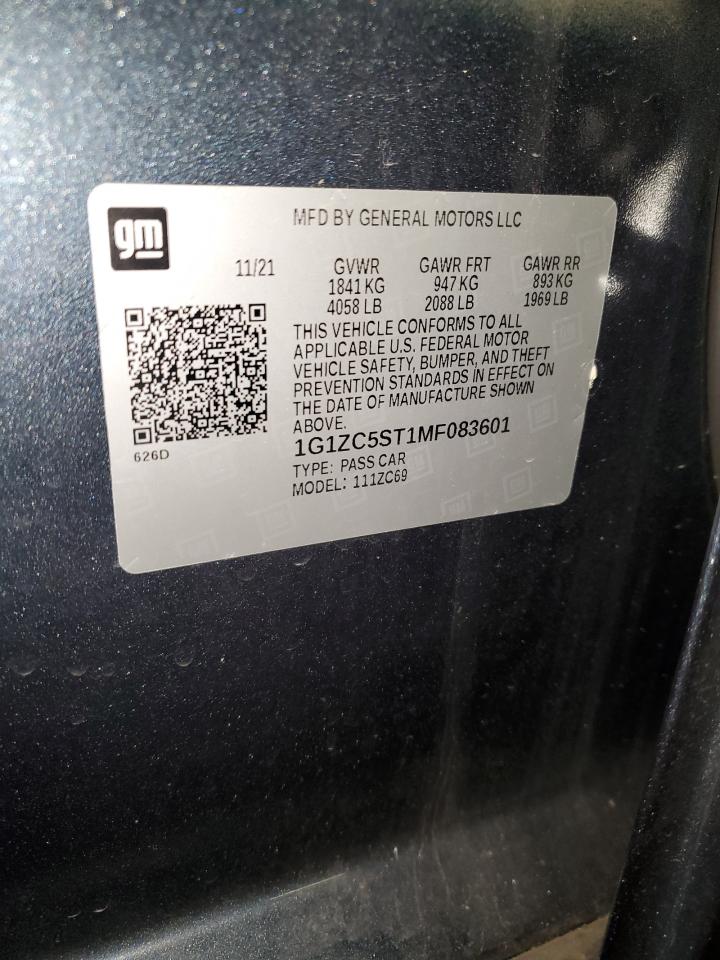 gm
MFD BY GENERAL MOTORS LLC
11/21 GVWR GAWR FRT GAWR RR
1841 KG 947 KG 893 KG
4058 LB 2088 LB 1969 LB
THIS VEHICLE CONFORMS TO ALL
APPLICABLE U.S. FEDERAL MOTOR
VEHICLE SAFETY, BUMPER, AND THEFT
PREVENTION STANDARDS IN EFFECT ON
THE DATE OF MANUFACTURE SHOWN
ABOVE.
1G1ZC5ST1MF083601
626D
TYPE: PASS CAR
MODEL: 111ZC69